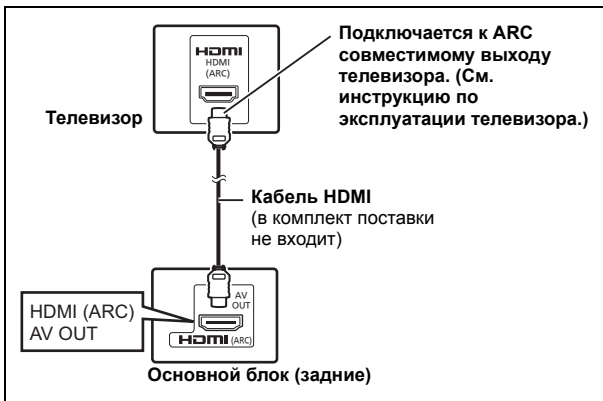 HDMI
HDMI
(ARC)
Телевизор
Подключается к ARC
совместимому выходу
телевизора. (См.
инструкцию по
эксплуатации телевизора.)
Кабель HDMI
(в комплект поставки
не входит)
HDMI (ARC)
AV OUT
AV
OUT
HDMI (ARC)
Основной блок (задние)